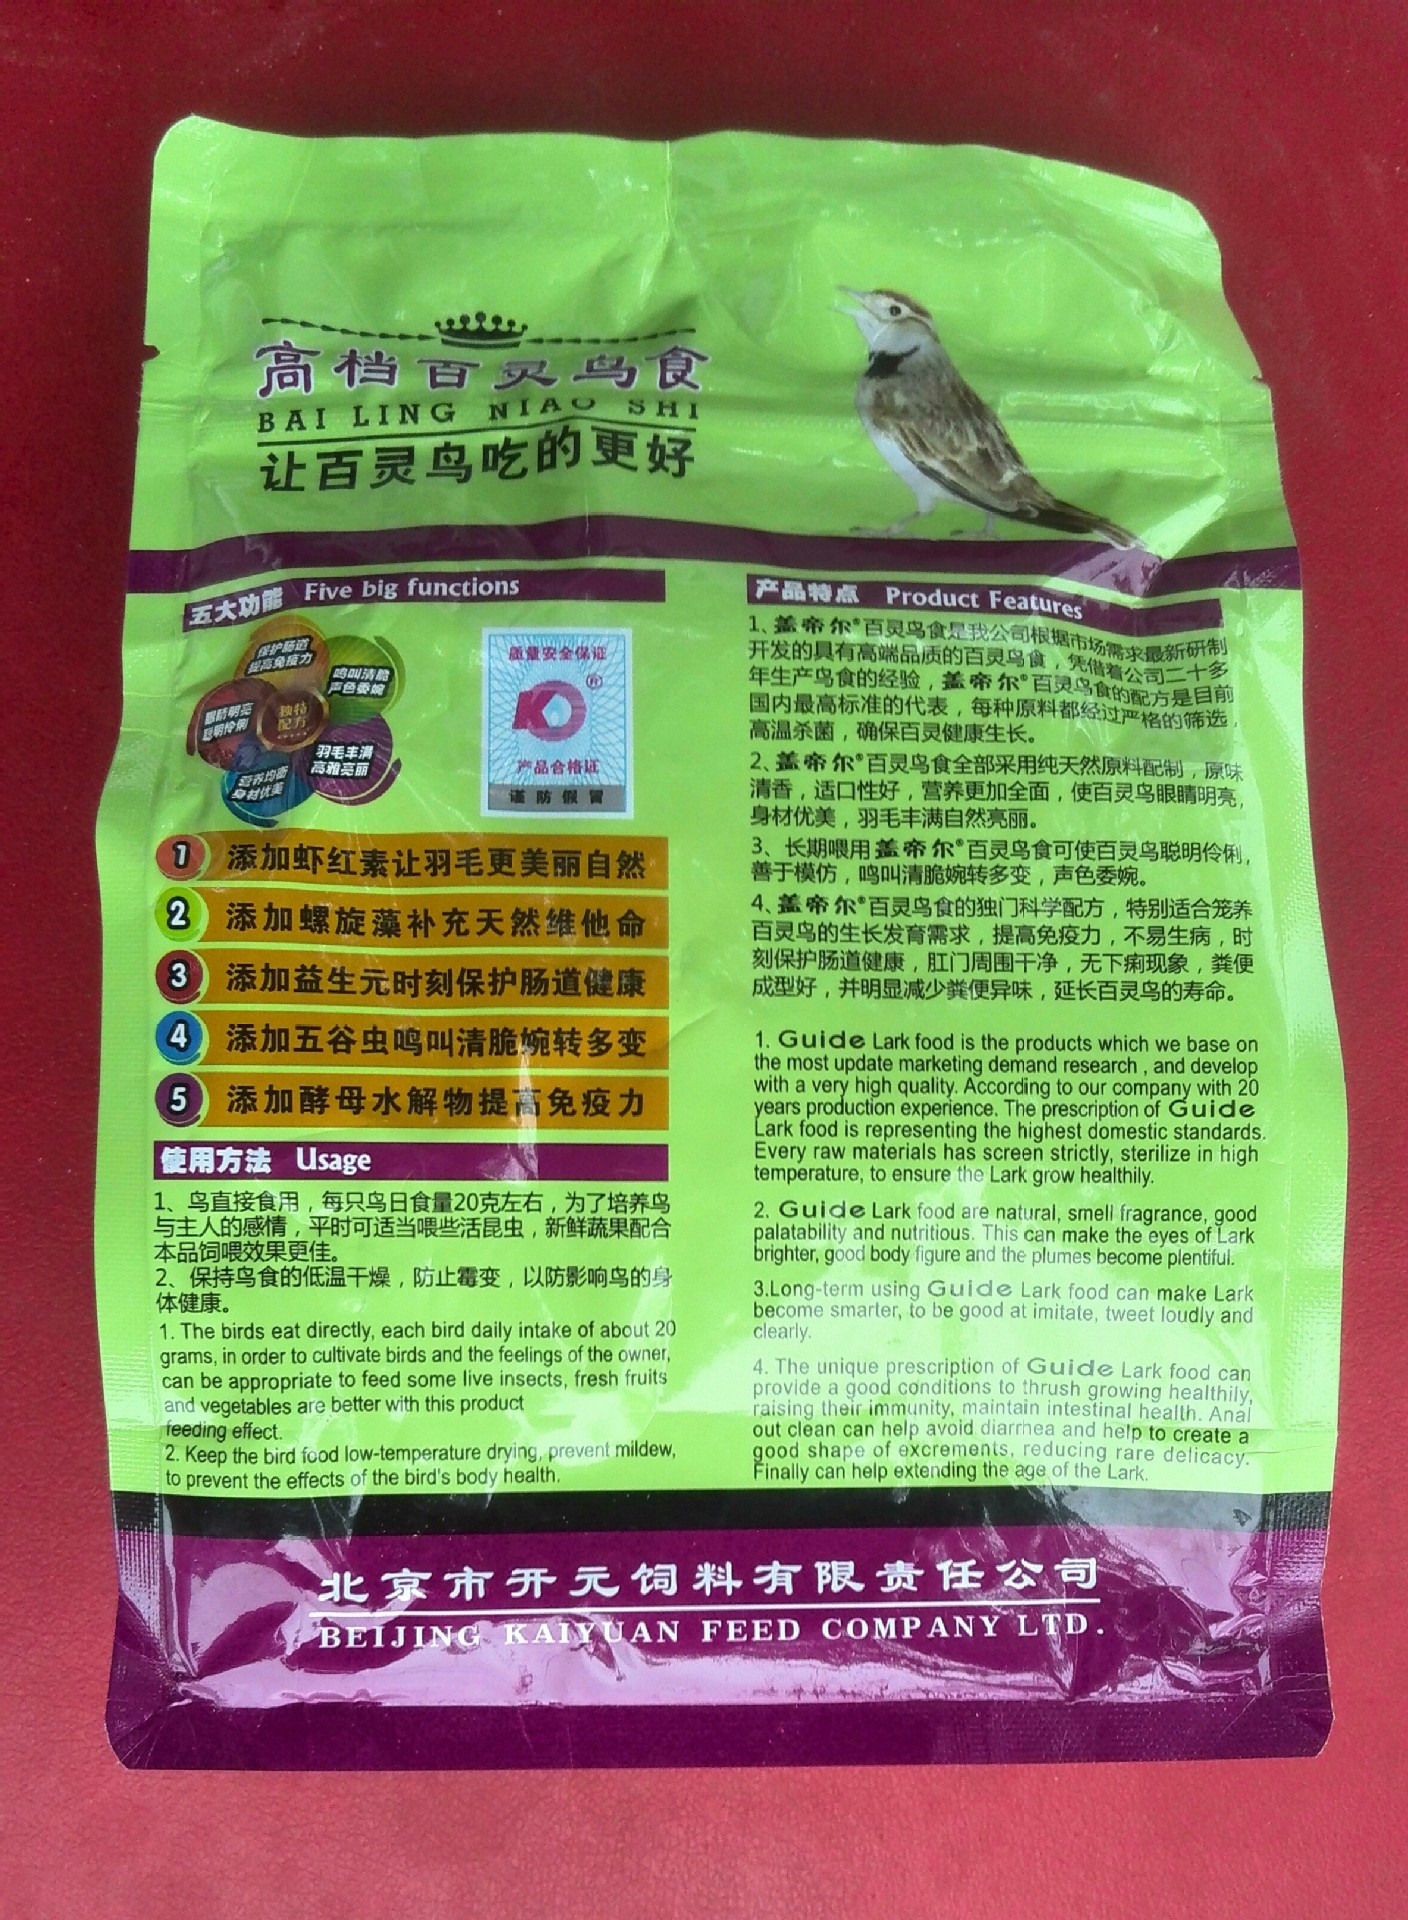 高档百灵鸟食
BAI LING NIAO SHI
让百灵鸟吃的更好
五大功能 Five big functions
保护肠道
提高免疫力
鸣叫清脆
声色委婉
眼睛明亮
聪明伶俐
独特
配方
羽毛丰满
高雅亮丽
营养均衡
身材优美
质量安全保证
®
产品合格证
谨防假冒
1 添加虾红素让羽毛更美丽自然
2 添加螺旋藻补充天然维他命
3 添加益生元时刻保护肠道健康
4 添加五谷虫鸣叫清脆婉转多变
5 添加酵母水解物提高免疫力
使用方法 Usage
1、鸟直接食用，每只鸟日食量20克左右，为了培养鸟
与主人的感情，平时可适当喂些活昆虫，新鲜蔬果配合
本品饲喂效果更佳。
2、保持鸟食的低温干燥，防止霉变，以防影响鸟的身
体健康。
1. The birds eat directly, each bird daily intake of about 20
grams, in order to cultivate birds and the feelings of the owner,
can be appropriate to feed some live insects, fresh fruits
and vegetables are better with this product
feeding effect.
2. Keep the bird food low-temperature drying, prevent mildew,
to prevent the effects of the bird's body health.
产品特点 Product Features
1、盖帝尔®百灵鸟食是我公司根据市场需求最新研制
开发的具有高端品质的百灵鸟食，凭借着公司二十多
年生产鸟食的经验，盖帝尔®百灵鸟食的配方是目前
国内最高标准的代表，每种原料都经过严格的筛选，
高温杀菌，确保百灵健康生长。
2、盖帝尔®百灵鸟食全部采用纯天然原料配制，原味
清香，适口性好，营养更加全面，使百灵鸟眼睛明亮，
身材优美，羽毛丰满自然亮丽。
3、长期喂用盖帝尔®百灵鸟食可使百灵鸟聪明伶俐，
善于模仿，鸣叫清脆婉转多变，声色委婉。
4、盖帝尔®百灵鸟食的独门科学配方，特别适合笼养
百灵鸟的生长发育需求，提高免疫力，不易生病，时
刻保护肠道健康，肛门周围干净，无下痢现象，粪便
成型好，并明显减少粪便异味，延长百灵鸟的寿命。
1. Guide Lark food is the products which we base on
the most update marketing demand research , and develop
with a very high quality. According to our company with 20
years production experience. The prescription of Guide
Lark food is representing the highest domestic standards.
Every raw materials has screen strictly, sterilize in high
temperature, to ensure the Lark grow healthily.
2. Guide Lark food are natural, smell fragrance, good
palatability and nutritious. This can make the eyes of Lark
brighter, good body figure and the plumes become plentiful.
3.Long-term using Guide Lark food can make Lark
become smarter, to be good at imitate, tweet loudly and
clearly.
4. The unique prescription of Guide Lark food can
provide a good conditions to thrush growing healthily,
raising their immunity, maintain intestinal health. Anal
out clean can help avoid diarrhea and help to create a
good shape of excrements, reducing rare delicacy.
Finally can help extending the age of the Lark.
北京市开元饲料有限责任公司
BEIJING KAIYUAN FEED COMPANY LTD.